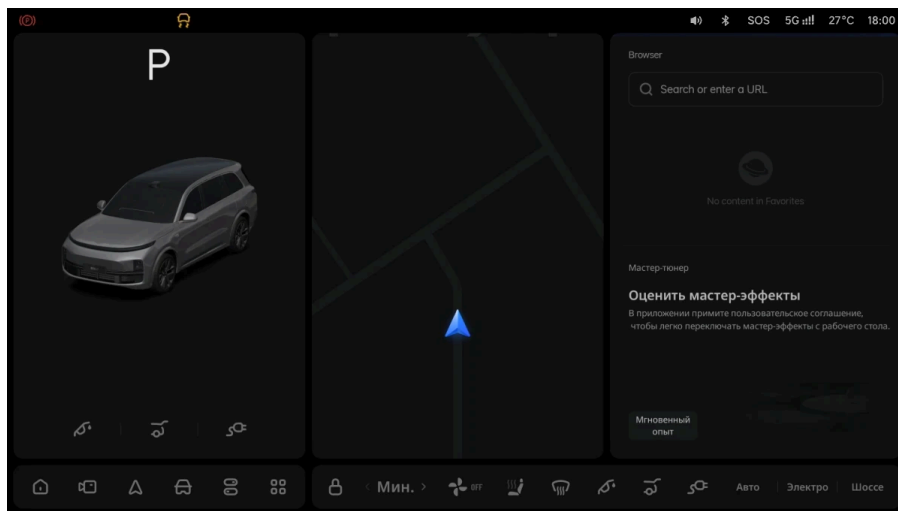 (P)
SOS
5G
27°C
18:00
P
Browser
Search or enter a URL
No content in Favorites
Мастер-тюнер
Оценить мастер-эффекты
В приложении примите пользовательское соглашение,
чтобы легко переключать мастер-эффекты с рабочего стола.
Мгновенный
опыт
< Мин. >
OFF
Авто
Электро
Шоссе